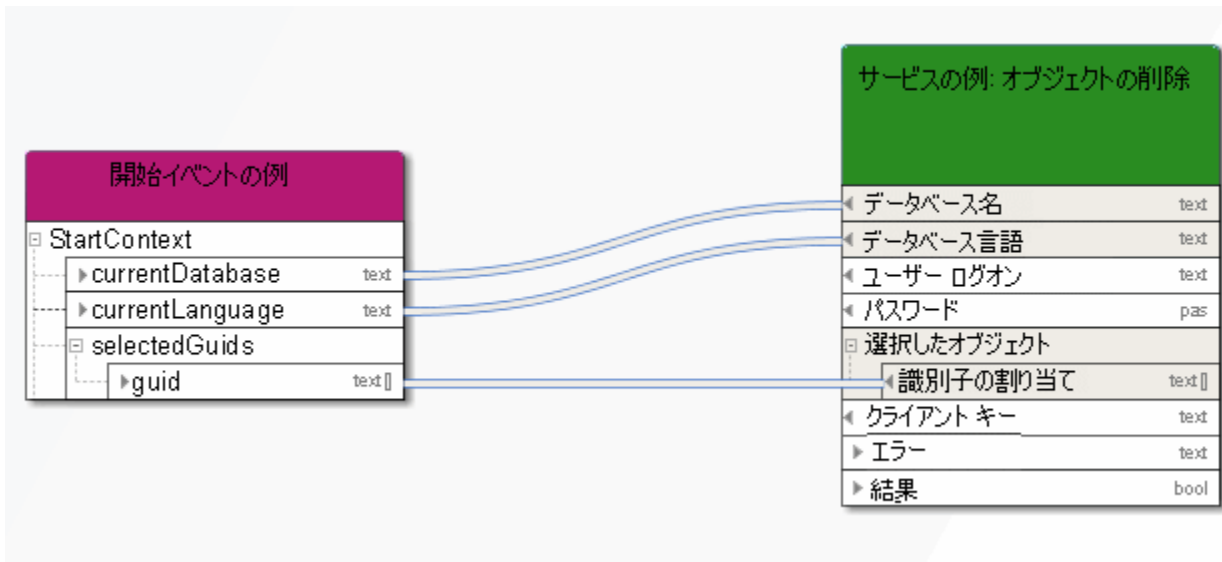 サービスの例: オブジェクトの削除
開始イベントの例
データベース名 text
StartContext
データベース言語 text
currentDatabase text
ユーザー ログオン text
currentLanguage text
パスワード pas
selectedGuids
選択したオブジェクト
guid text[]
識別子の割り当て text[]
クライアント キー text
エラー text
結果 bool